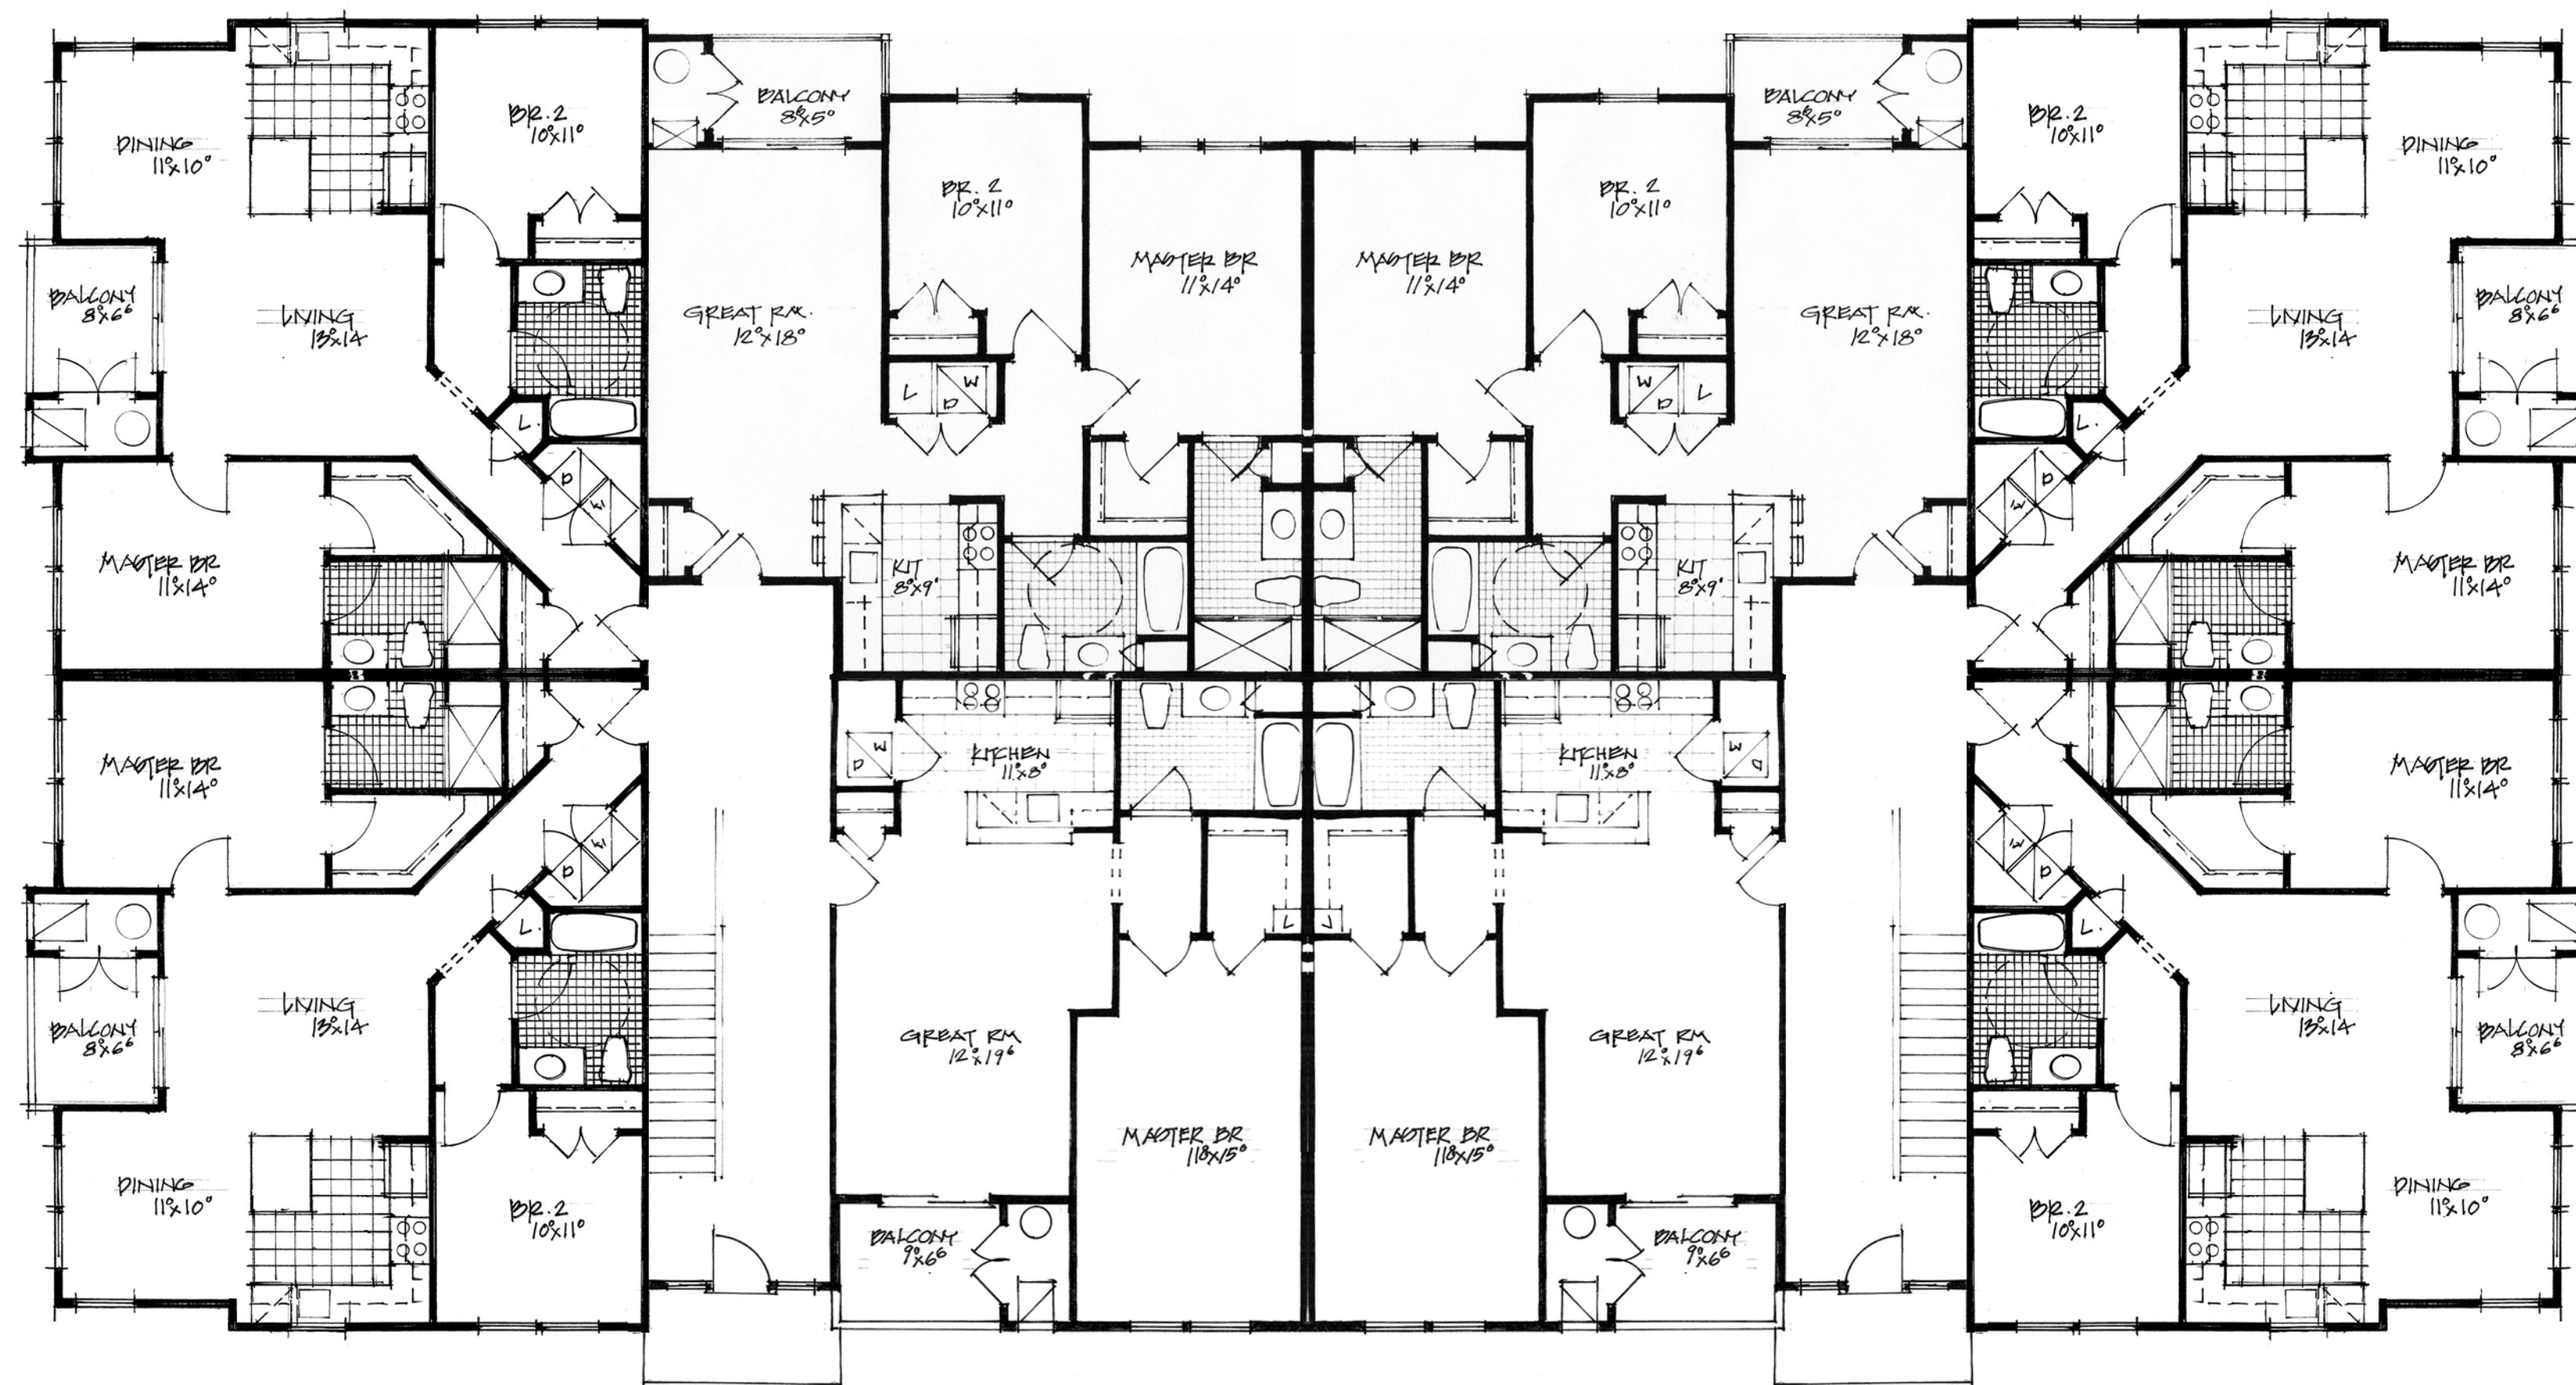 BR. 2
10⁰X11⁰
BALCONY
8⁶X5⁰
BALCONY
8⁶X5⁰
BR. 2
10⁰X11⁰
DINING
11⁰X10⁰
DINING
11⁰X10⁰
BR. 2
10⁰X11⁰
BR. 2
10⁰X11⁰
MASTER BR
11⁰X14⁰
MASTER BR
11⁰X14⁰
BALCONY
8⁰X6⁶
LIVING
13⁰X14
GREAT RM.
12⁰X18⁰
GREAT RM.
12⁰X18⁰
LIVING
13⁰X14
BALCONY
8⁰X6⁶
L
W
D
W
D
L
L.
L.
D
W
D
W
MASTER BR
11⁰X14⁰
KIT
8⁰X9⁰
KIT
8⁰X9⁰
MASTER BR
11⁰X14⁰
MASTER BR
11⁰X14⁰
W
D
KITCHEN
11⁰X8⁰
KITCHEN
11⁰X8⁰
W
D
MASTER BR
11⁰X14⁰
W
D
W
D
L.
L
L
L.
LIVING
13⁰X14
BALCONY
8⁰X6⁶
GREAT RM
12⁰X19⁶
GREAT RM
12⁰X19⁶
LIVING
13⁰X14
BALCONY
8⁰X6⁶
MASTER BR
11⁸X15⁰
MASTER BR
11⁸X15⁰
DINING
11⁰X10⁰
BR. 2
10⁰X11⁰
BR. 2
10⁰X11⁰
DINING
11⁰X10⁰
BALCONY
9⁰X6⁶
BALCONY
9⁰X6⁶